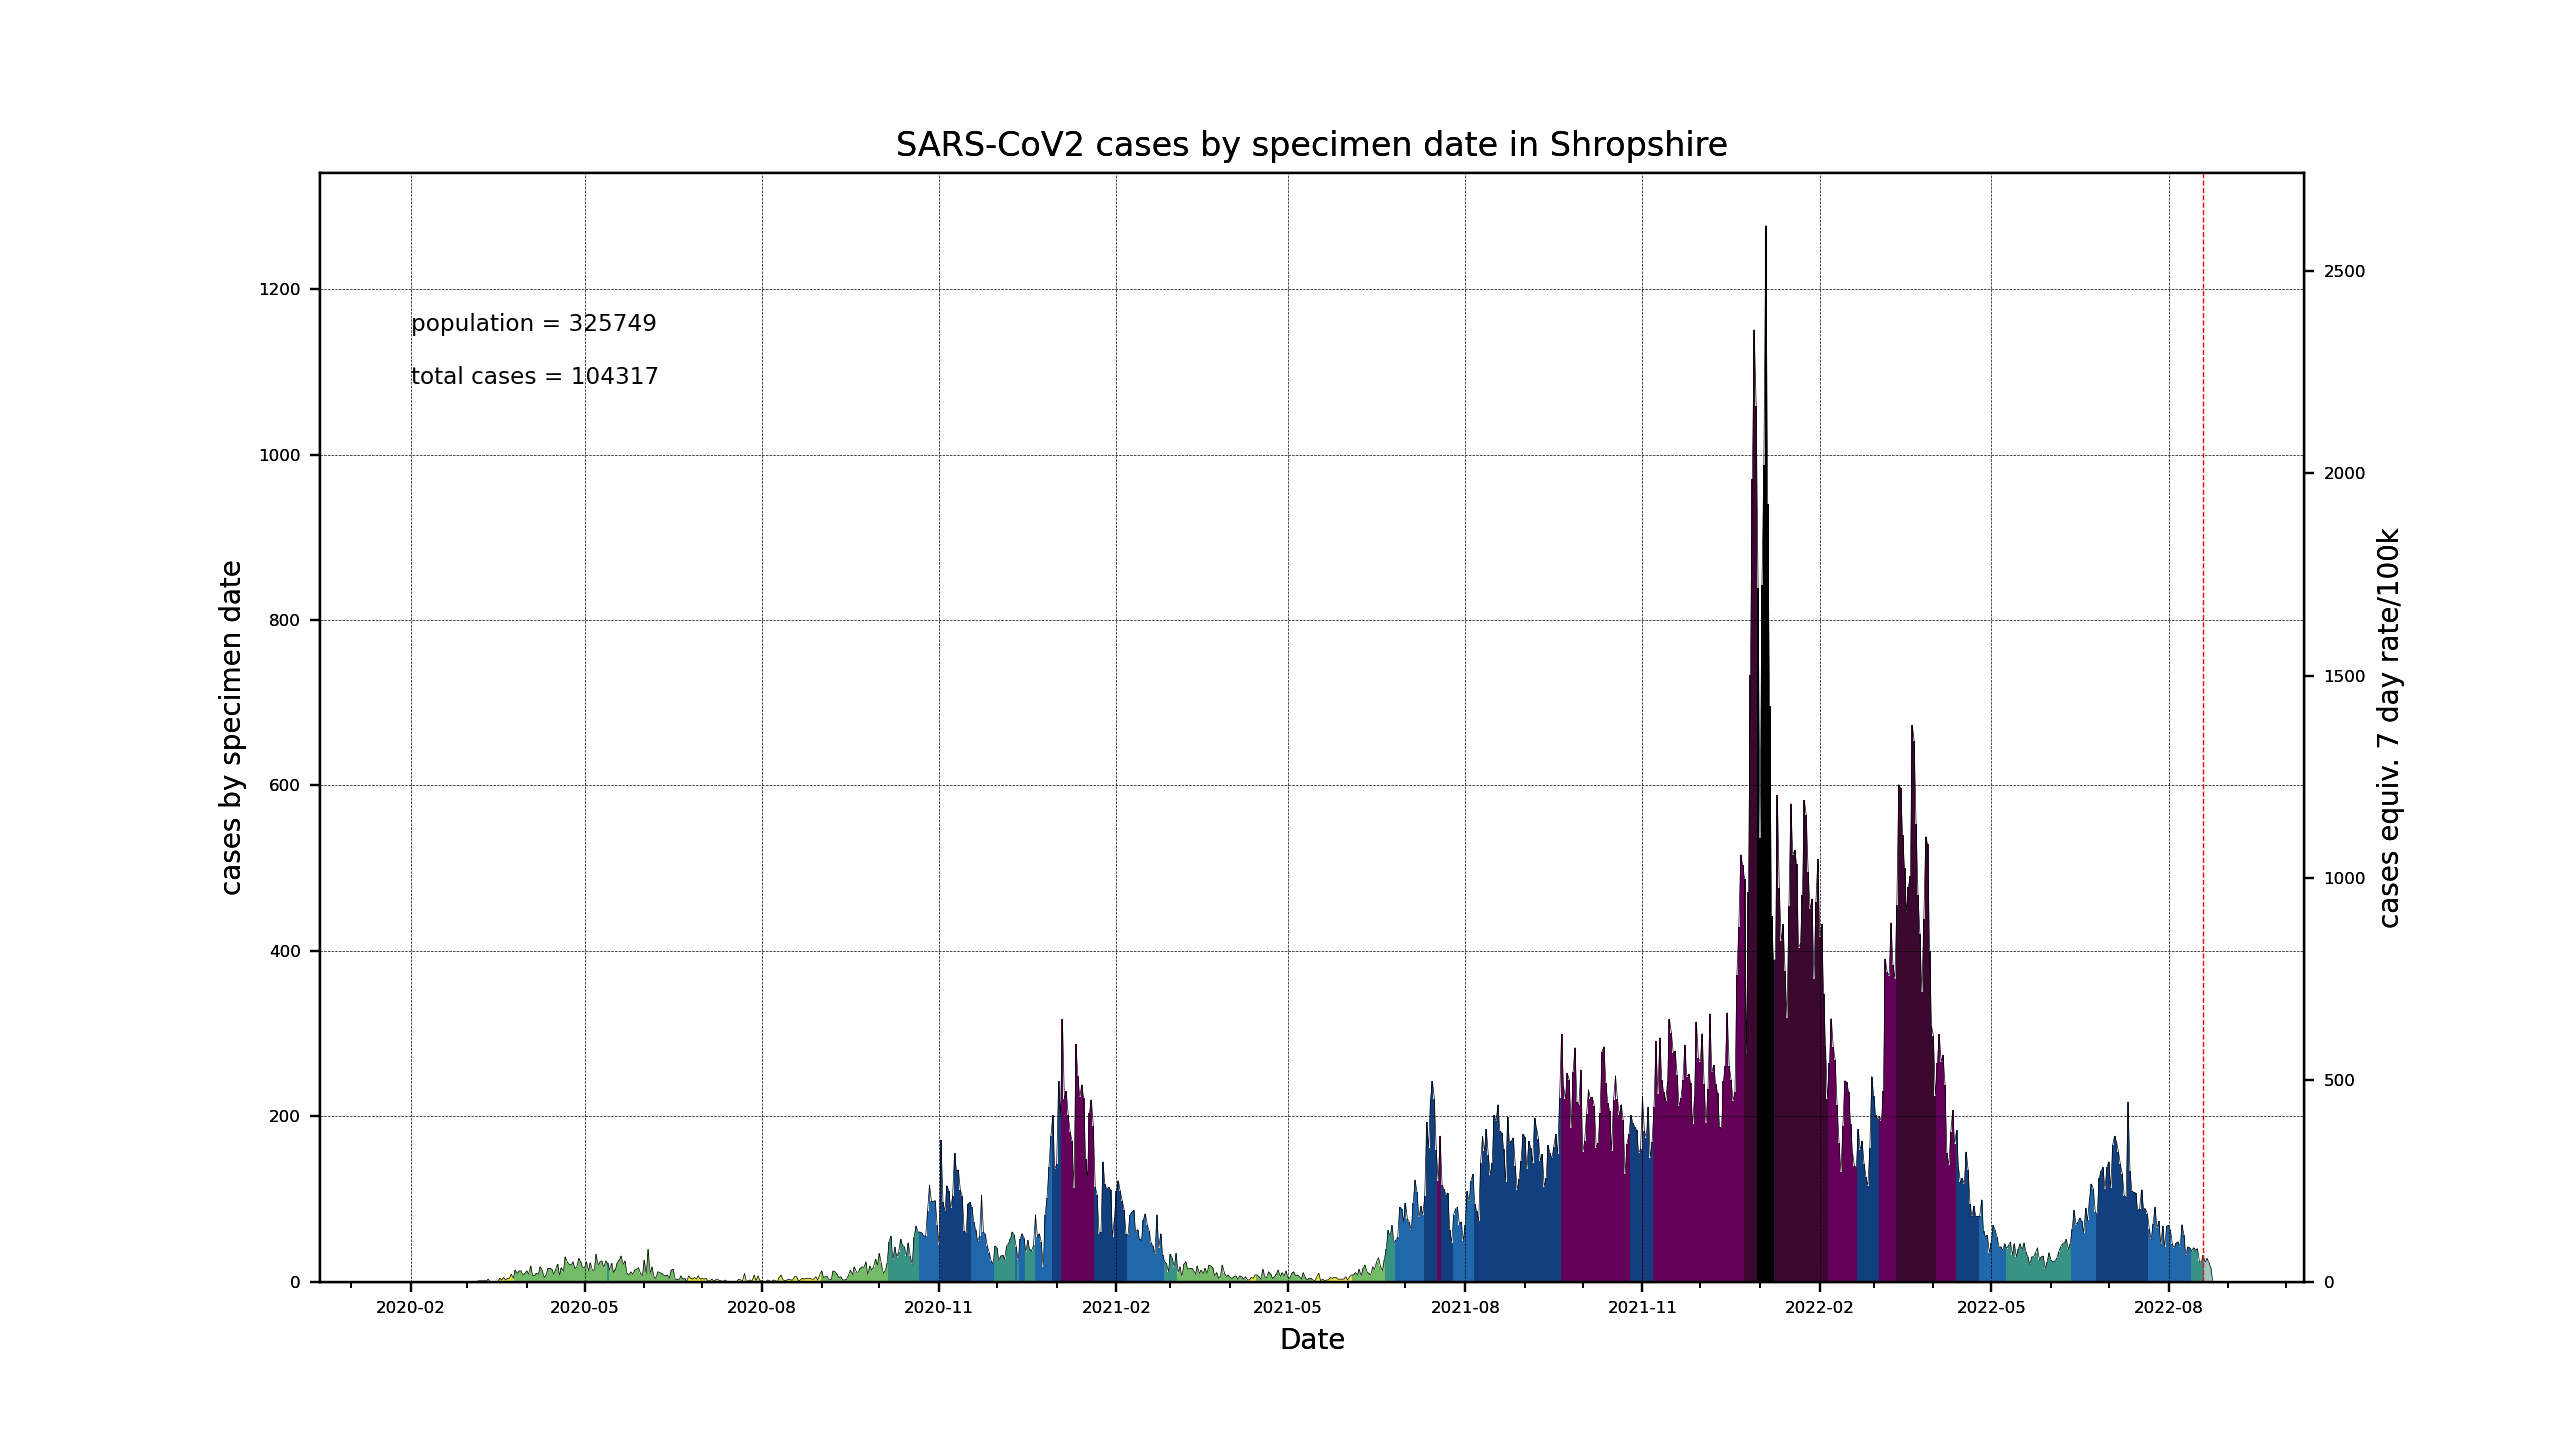 SARS-CoV2 cases by specimen date in Shropshire
population = 325749
total cases = 104317
cases by specimen date
1200
1000
800
600
400
200
0
2500
2000
1500
1000
500
0
cases equiv. 7 day rate/100k
2020-02 2020-05 2020-08 2020-11 2021-02 2021-05 2021-08 2021-11 2022-02 2022-05 2022-08
Date